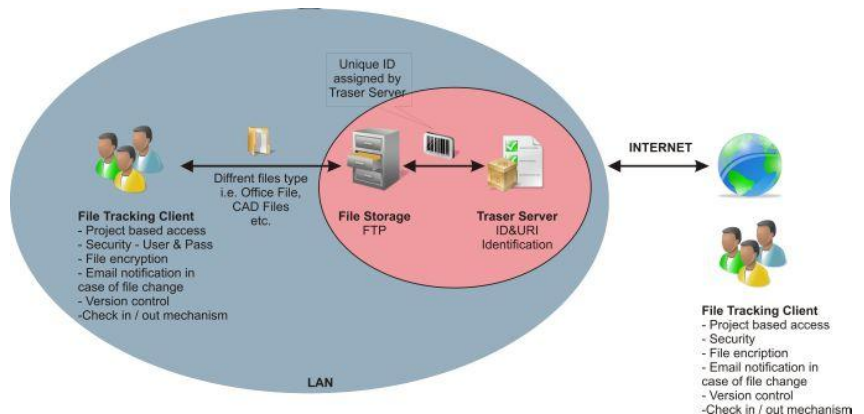 Unique ID
assigned by
Traser Server
INTERNET
Diffrent files type
i.e. Office File,
CAD Files
etc.
File Tracking Client
- Project based access
- Security - User & Pass
- File encryption
- Email notification in
case of file change
- Version control
-Check in / out mechanism
File Storage
FTP
Traser Server
ID&URI
Identification
File Tracking Client
- Project based access
- Security
- File encription
- Email notification in
case of file change
- Version control
-Check in / out mechanism
LAN